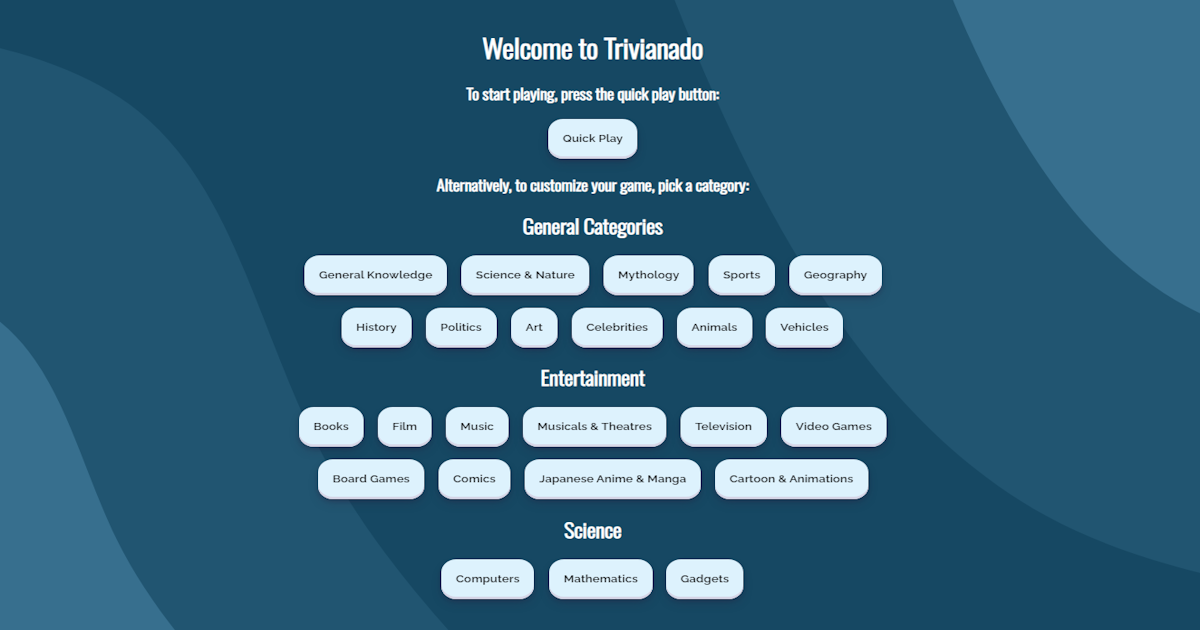 Welcome to Trivianado
To start playing, press the quick play button:
Quick Play
Alternatively, to customize your game, pick a category:
General Categories
General Knowledge Science & Nature Mythology Sports Geography
History Politics Art Celebrities Animals Vehicles
Entertainment
Books Film Music Musicals & Theatres Television Video Games
Board Games Comics Japanese Anime & Manga Cartoon & Animations
Science
Computers Mathematics Gadgets